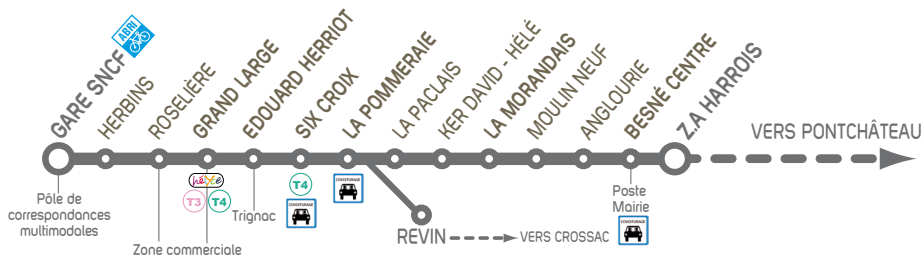 GARE SNCF
ABRI
HERBINS
ROSELIÈRE
GRAND LARGE
EDOUARD HERRIOT
SIX CROIX
LA POMMERAIE
LA PACLAIS
KER DAVID - HÉLÉ
LA MORANDAIS
MOULIN NEUF
ANGLOURIE
BESNÉ CENTRE
Z.A HARROIS
VERS PONTCHÂTEAU
Pôle de
correspondances
multimodales
Zone commerciale
hélYce
T3
T4
Trignac
T4
COVOITURAGE
COVOITURAGE
REVIN
VERS CROSSAC
Poste
Mairie
COVOITURAGE